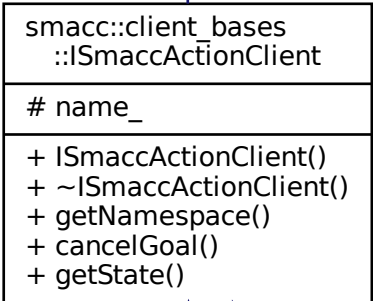 smacc::client_bases
::ISmaccActionClient
# name_
+ ISmaccActionClient()
+ ~ISmaccActionClient()
+ getNamespace()
+ cancelGoal()
+ getState()